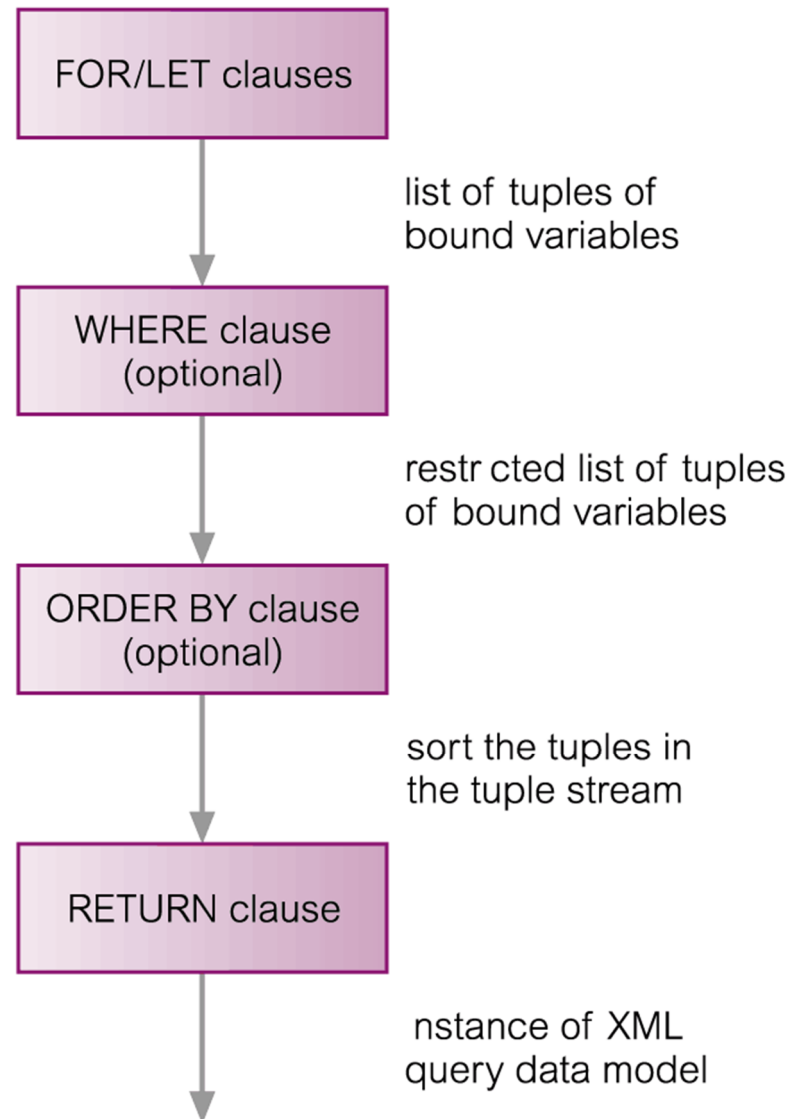 FOR/LET clauses
list of tuples of
bound variables
WHERE clause
(optional)
restr cted list of tuples
of bound variables
ORDER BY clause
(optional)
sort the tuples in
the tuple stream
RETURN clause
nstance of XML
query data model